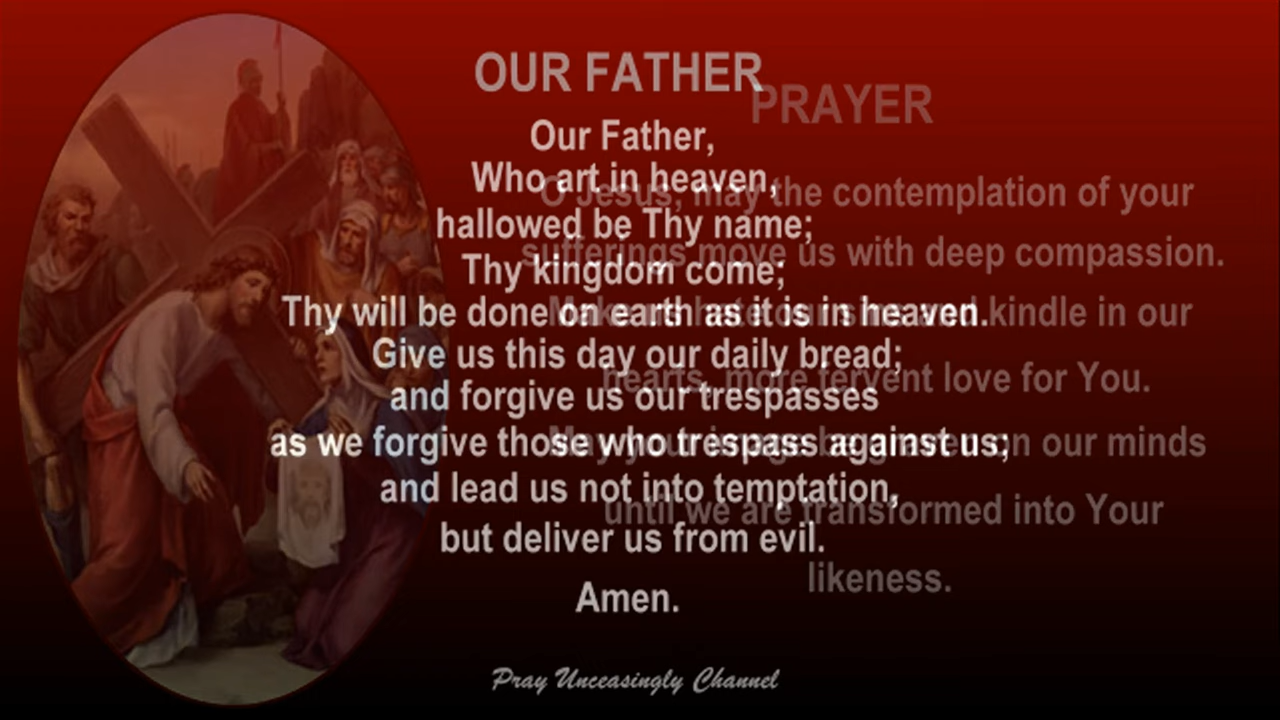 OUR FATHER
Our Father,
Who art in heaven,
hallowed be Thy name;
Thy kingdom come;
Thy will be done on earth as it is in heaven.
Give us this day our daily bread;
and forgive us our trespasses
as we forgive those who trespass against us;
and lead us not into temptation,
but deliver us from evil.
Amen.
PRAYER
O Jesus, may the contemplation of your
sufferings move us with deep compassion.
kindle in our
hearts, more fervent love for You.
on our minds
until we are transformed into Your
likeness.
Pray Unceasingly Channel